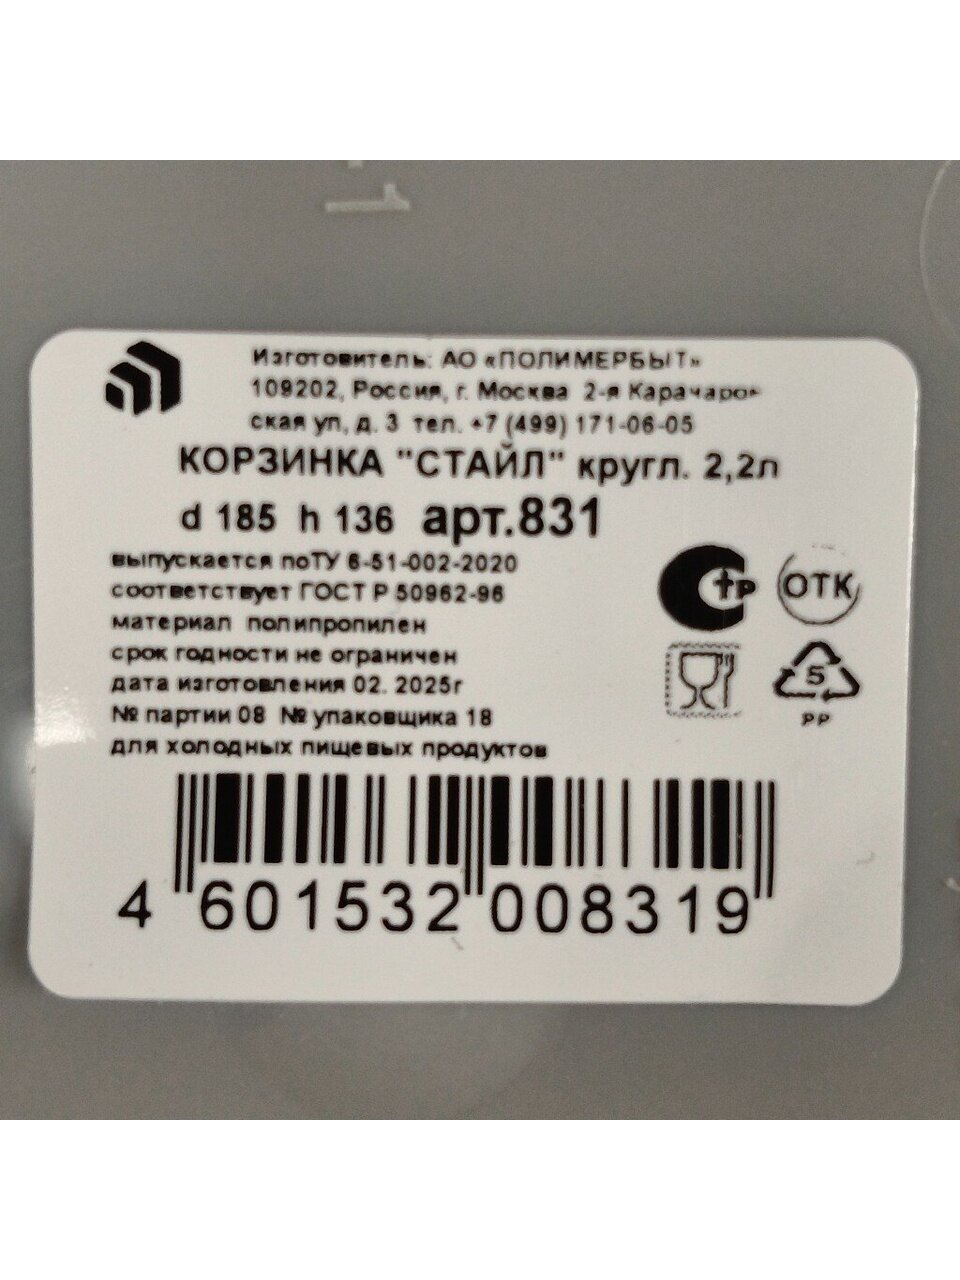 1
Изготовитель: АО «ПОЛИМЕРБЫТ»
109202, Россия, г. Москва 2-я Карачаров-
ская ул, д. 3 тел. +7 (499) 171-06-05
КОРЗИНКА "СТАЙЛ" кругл. 2,2л
d 185 h 136 арт.831
выпускается поТУ 6-51-002-2020
соответствует ГОСТ Р 50962-96
материал полипропилен
срок годности не ограничен
дата изготовления 02. 2025г
№ партии 08 № упаковщика 18
для холодных пищевых продуктов
СТР ОТК
5
PP
4 601532 008319